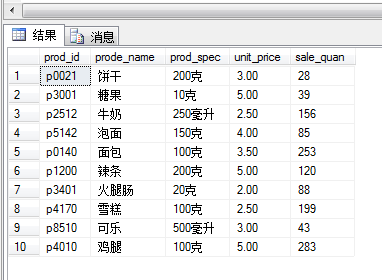 结果 消息
prod_id prode_name prod_spec unit_price sale_quan
1 p0021 饼干 200克 3.00 28
2 p3001 糖果 10克 5.00 39
3 p2512 牛奶 250毫升 2.50 156
4 p5142 泡面 150克 4.00 85
5 p0140 面包 100克 3.50 253
6 p1200 辣条 200克 5.00 120
7 p3401 火腿肠 20克 2.00 88
8 p4170 雪糕 100克 2.50 199
9 p8510 可乐 500毫升 3.00 43
10 p4010 鸡腿 100克 5.00 283